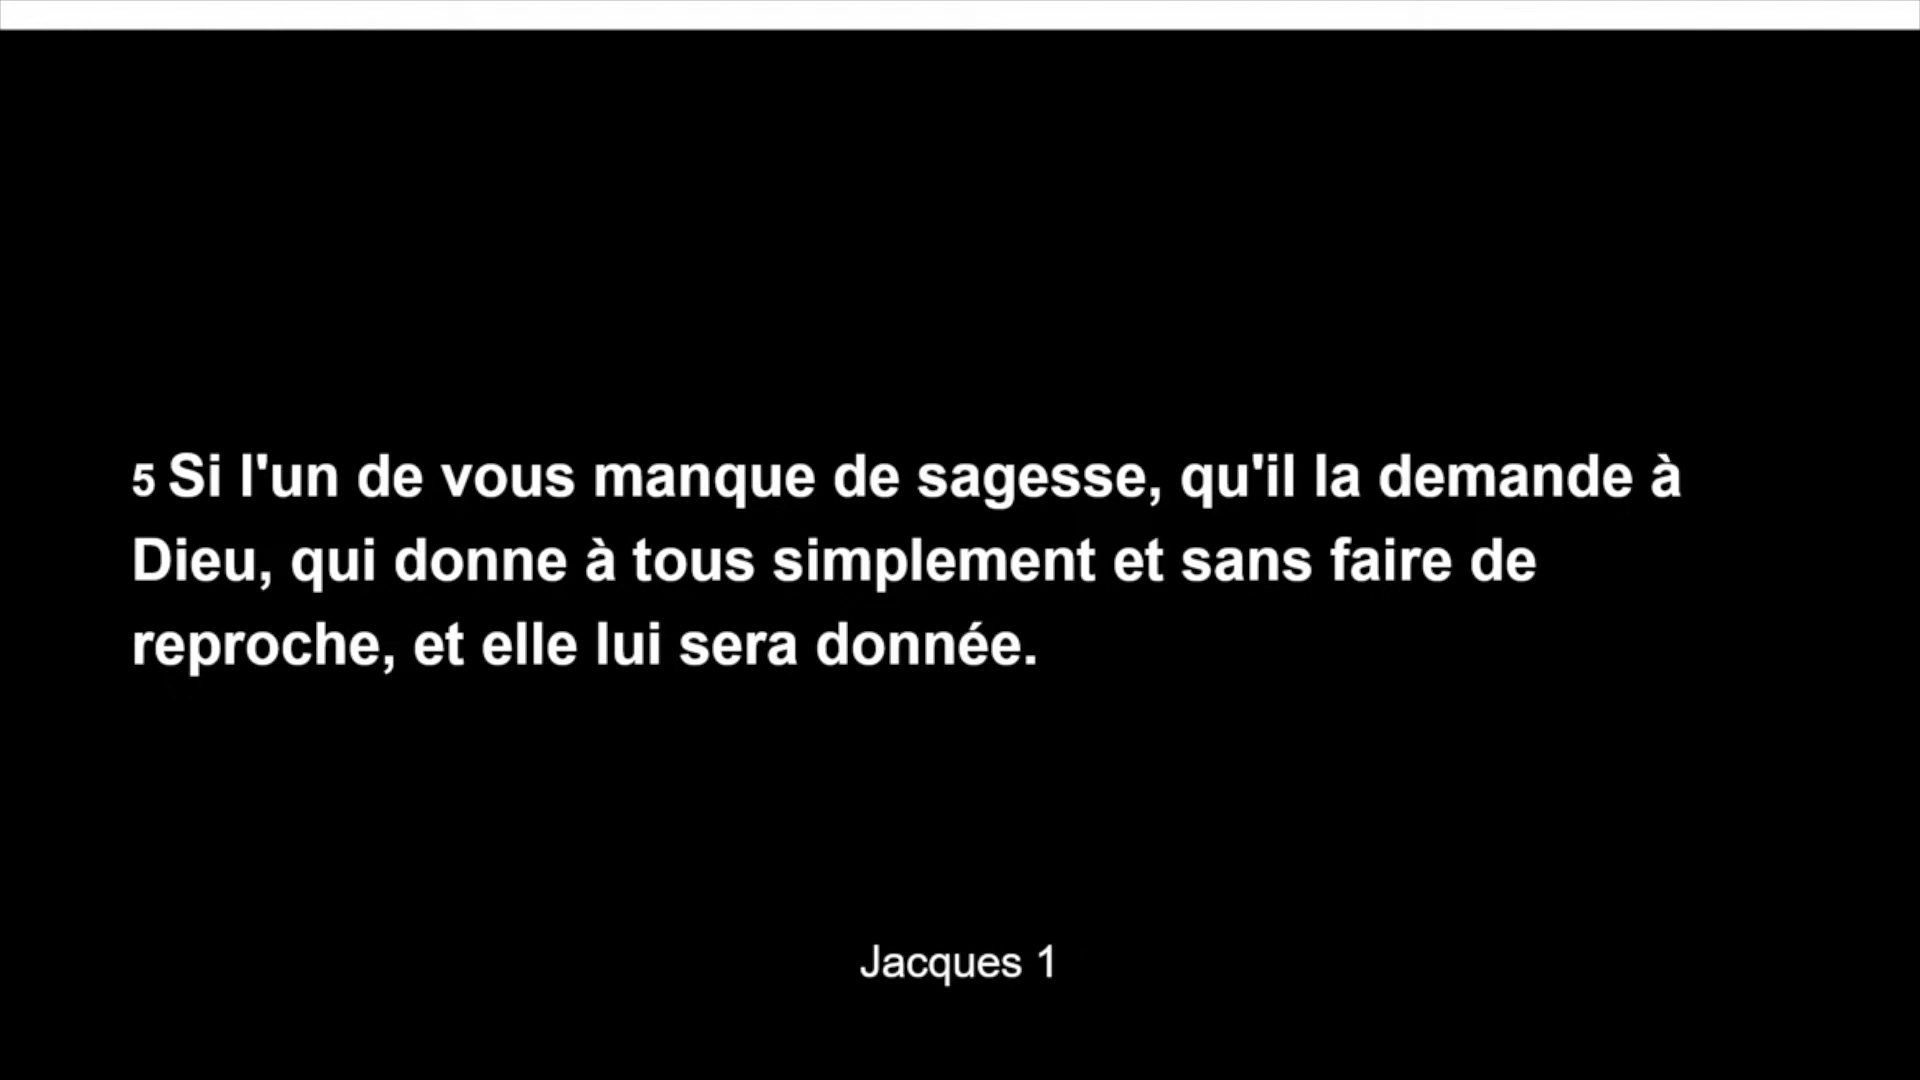 5 Si l'un de vous manque de sagesse, qu'il la demande à
Dieu, qui donne à tous simplement et sans faire de
reproche, et elle lui sera donnée.
Jacques 1